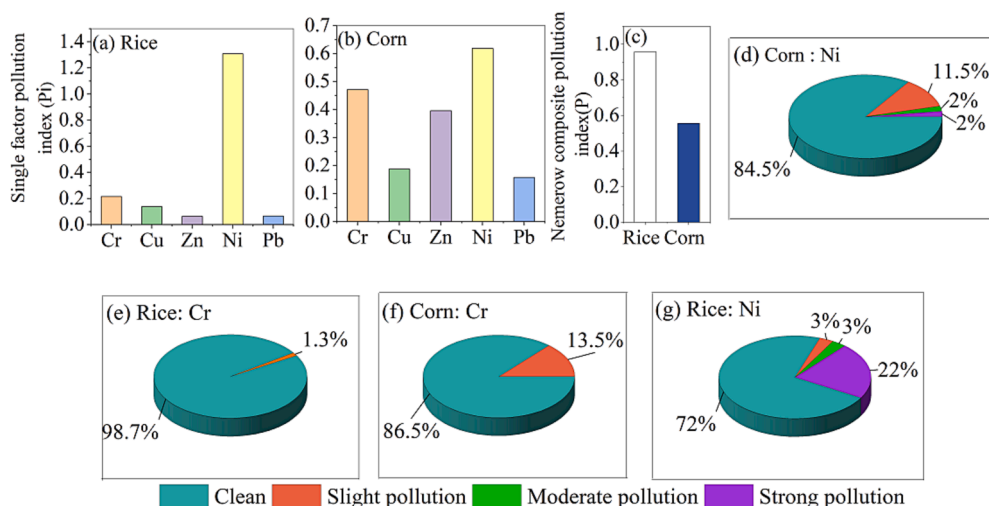 (a) Rice
Single factor pollution
index (Pi)
1.4
1.2
1.0
0.8
0.6
0.4
0.2
0.0
Cr Cu Zn Ni Pb
(b) Corn
0.7
0.6
0.5
0.4
0.3
0.2
0.1
0.0
Cr Cu Zn Ni Pb
(c)
Nemerow composite pollution
index(P)
1.0
0.8
0.6
0.4
0.2
0.0
Rice Corn
(d) Corn : Ni
11.5%
2%
2%
84.5%
(e) Rice: Cr
1.3%
98.7%
(f) Corn: Cr
13.5%
86.5%
(g) Rice: Ni
3%
3%
22%
72%
Clean Slight pollution Moderate pollution Strong pollution